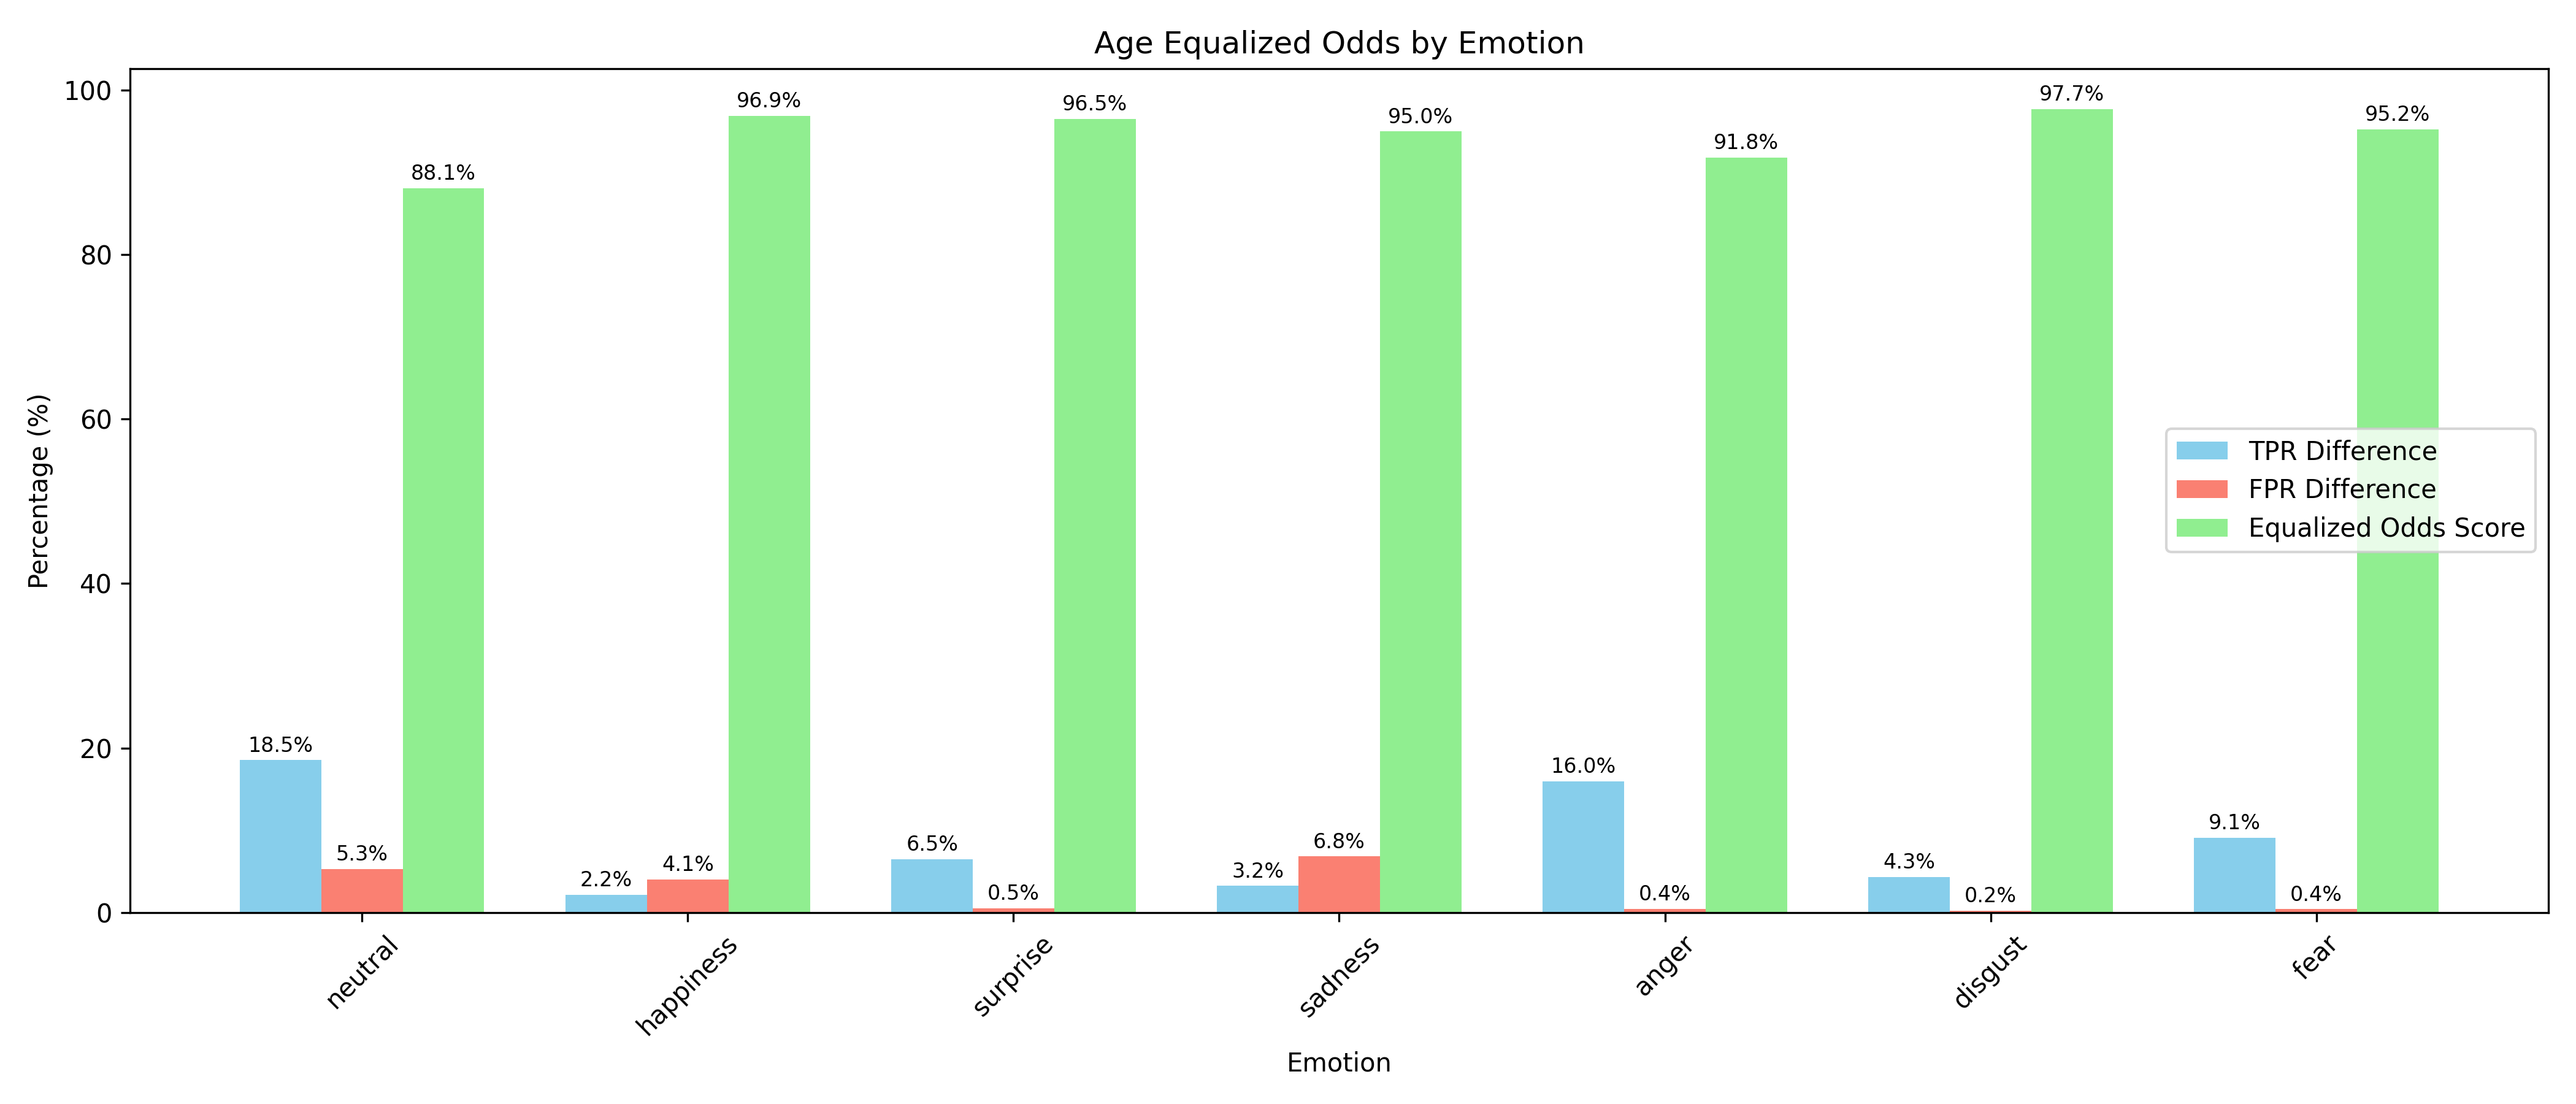 Age Equalized Odds by Emotion
Percentage (%)
100
80
60
40
20
0
18.5%
5.3%
88.1%
2.2%
4.1%
96.9%
6.5%
0.5%
96.5%
3.2%
6.8%
95.0%
16.0%
0.4%
91.8%
4.3%
0.2%
97.7%
9.1%
0.4%
95.2%
TPR Difference
FPR Difference
Equalized Odds Score
neutral
happiness
surprise
sadness
anger
disgust
fear
Emotion